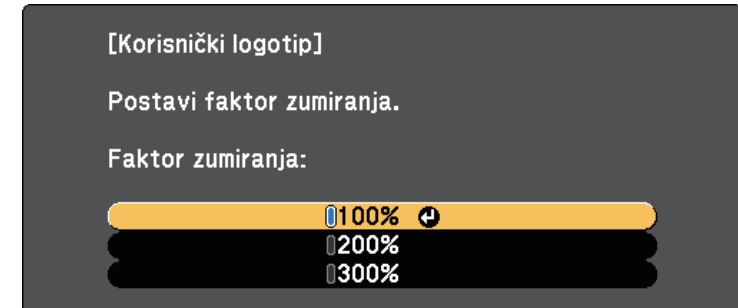 [Korisnički logotip]
Postavi faktor zumiranja.
Faktor zumiranja:
100%
200%
300%